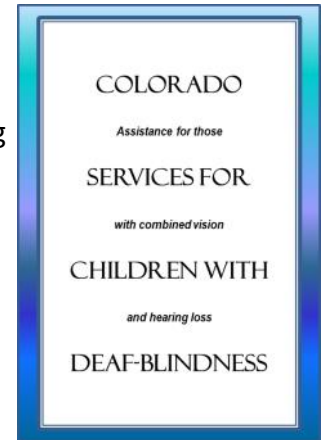 COLORADO
Assistance for those
SERVICES FOR
with combined vision
CHILDREN WITH
and hearing loss
DEAF-BLINDNESS